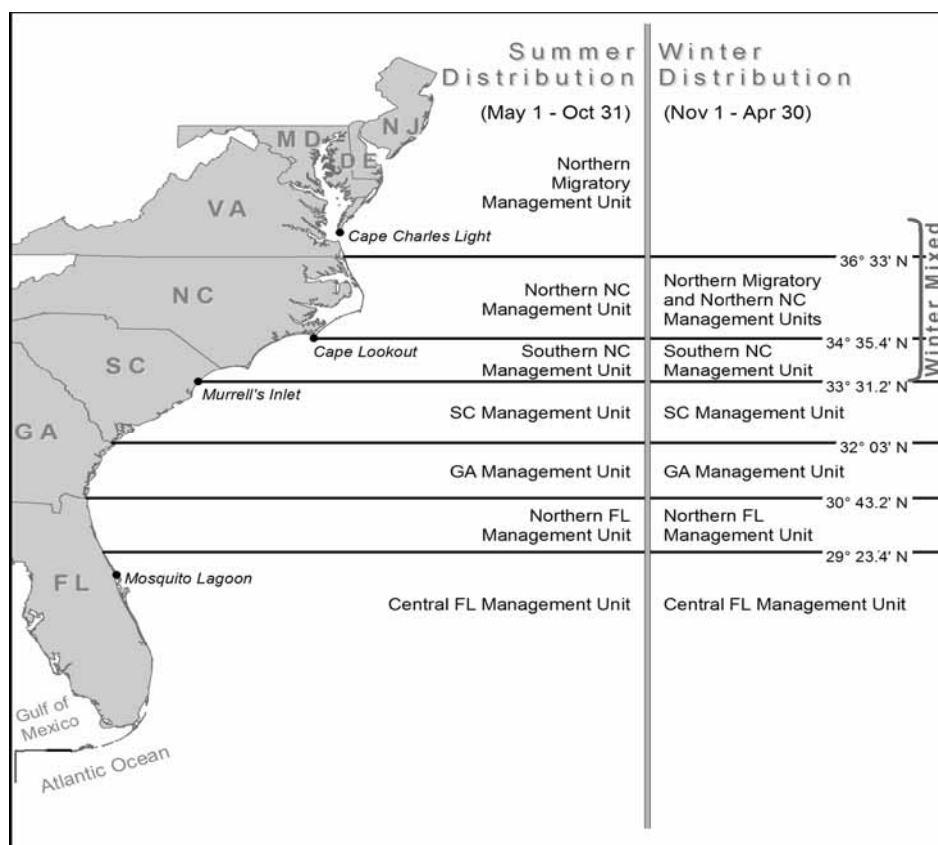 Summer
Distribution
(May 1 - Oct 31)
Winter
Distribution
(Nov 1 - Apr 30)
NJ
MD
DE
VA
NC
SC
GA
FL
Cape Charles Light
Cape Lookout
Murrell's Inlet
Mosquito Lagoon
Gulf of
Mexico
Atlantic Ocean
Northern
Migratory
Management Unit
36° 33' N
Northern NC
Management Unit
Northern Migratory
and Northern NC
Management Units
34° 35.4' N
Southern NC
Management Unit
Southern NC
Management Unit
33° 31.2' N
Winter Mixed
SC Management Unit
SC Management Unit
32° 03' N
GA Management Unit
GA Management Unit
30° 43.2' N
Northern FL
Management Unit
Northern FL
Management Unit
29° 23.4' N
Central FL Management Unit
Central FL Management Unit